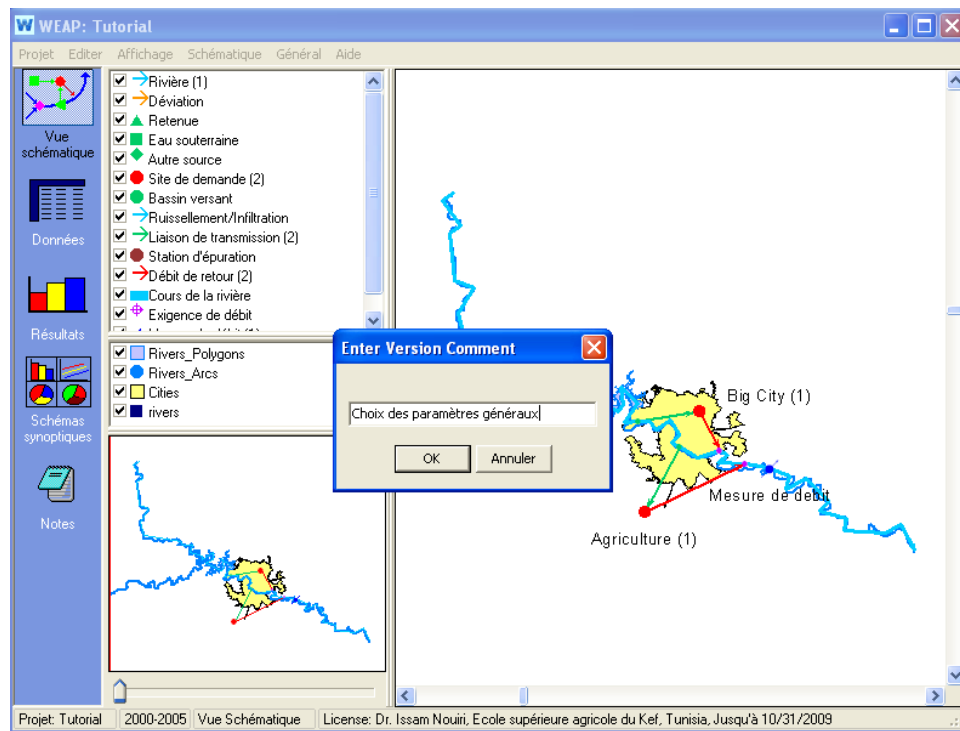 WEAP: Tutorial
Projet Editer Affichage Schématique Général Aide
Vue
schématique
Données
Résultats
Schémas
synoptiques
Notes
Rivière (1)
Déviation
Retenue
Eau souterraine
Autre source
Site de demande (2)
Bassin versant
Ruissellement/Infiltration
Liaison de transmission (2)
Station d'épuration
Débit de retour (2)
Cours de la rivière
Exigence de débit
Rivers_Polygons
Rivers_Arcs
Cities
rivers
Enter Version Comment
Choix des paramètres généraux
OK Annuler
Big City (1)
Mesure de debit
Agriculture (1)
Projet: Tutorial 2000-2005 Vue Schématique License: Dr. Issam Nouiri, Ecole supérieure agricole du Kef, Tunisia, Jusqu'à 10/31/2009